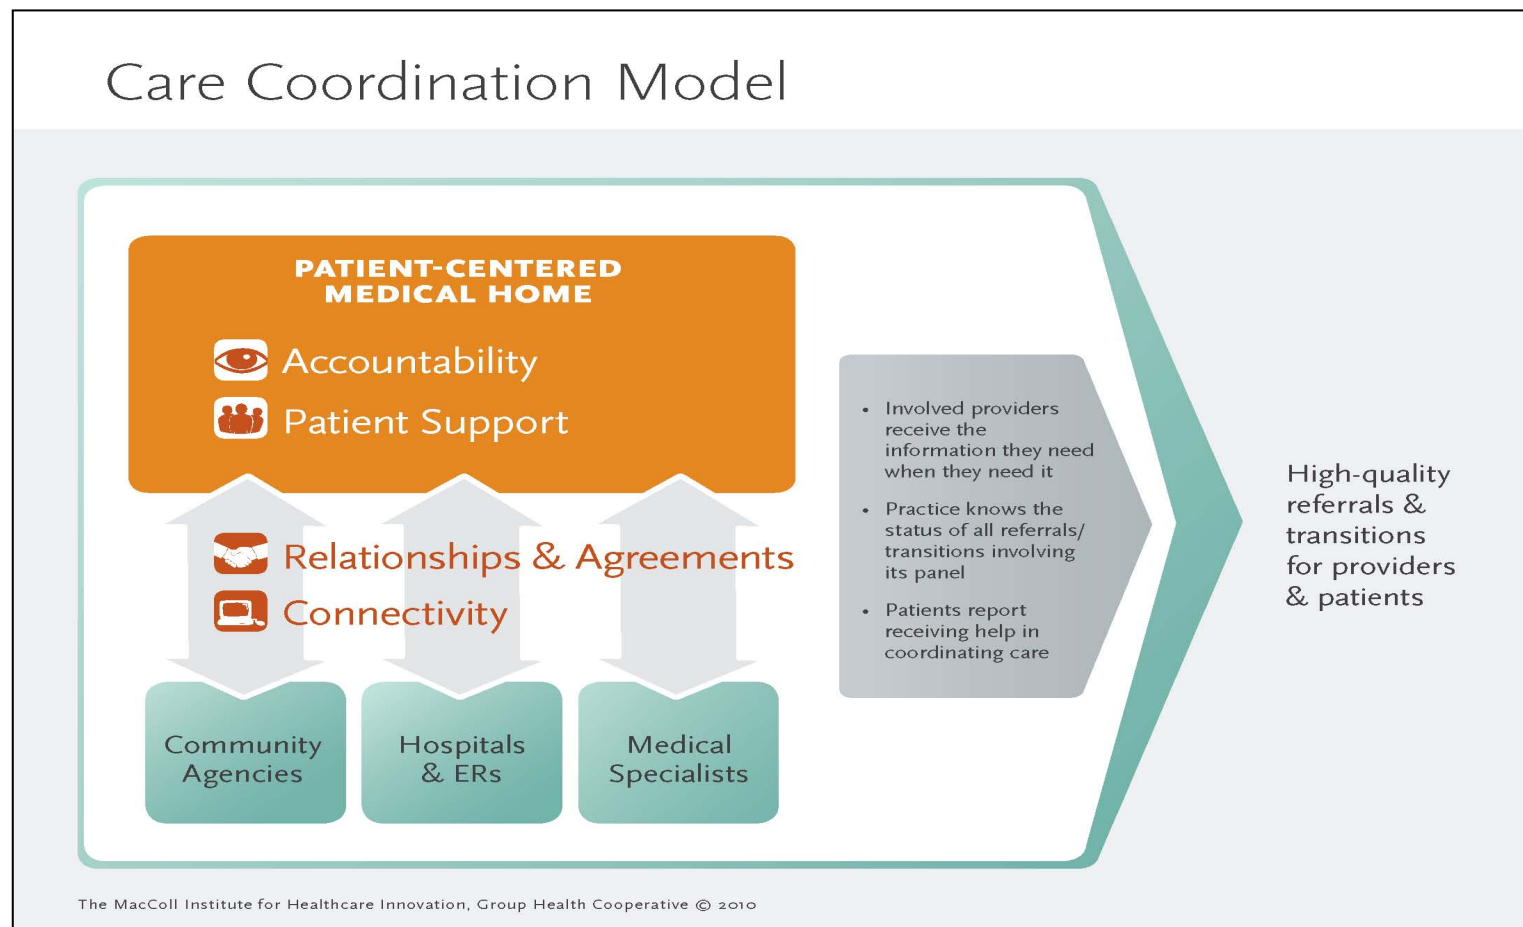 Care Coordination Model
PATIENT-CENTERED
MEDICAL HOME
Accountability
Patient Support
Relationships & Agreements
Connectivity
Community
Agencies
Hospitals
& ERs
Medical
Specialists
• Involved providers
receive the
information they need
when they need it
• Practice knows the
status of all referrals/
transitions involving
its panel
• Patients report
receiving help in
coordinating care
High-quality
referrals &
transitions
for providers
& patients
The MacColl Institute for Healthcare Innovation, Group Health Cooperative © 2010